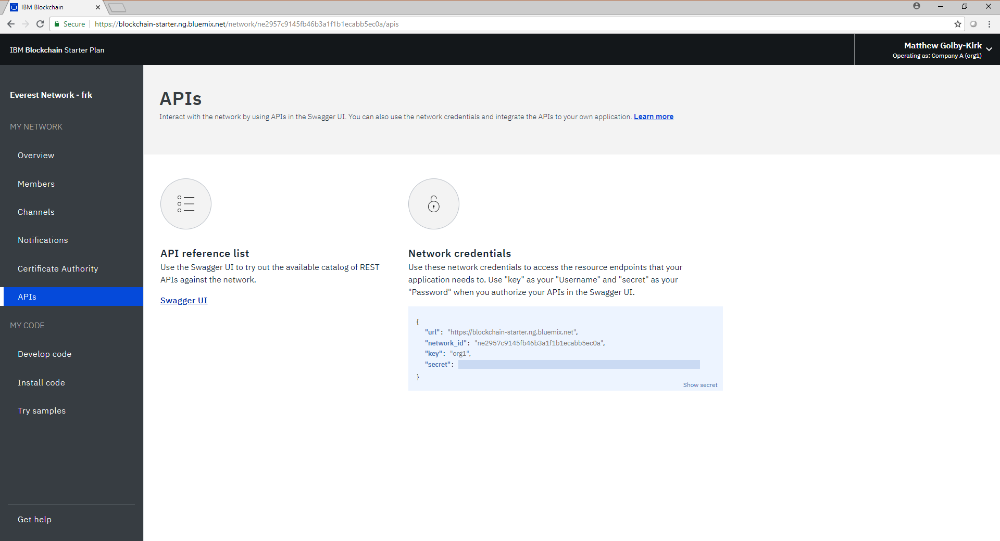 IBM Blockchain
Secure
https://blockchain-starter.ng.bluemix.net/network/ne2957c9145fb46b3a1f1b1ecabb5ec0a/apis
IBM Blockchain Starter Plan
Matthew Golby-Kirk
Operating as: Company A (org1)
Everest Network - frk
MY NETWORK
Overview
Members
Channels
Notifications
Certificate Authority
APIs
MY CODE
Develop code
Install code
Try samples
Get help
APIs
Interact with the network by using APIs in the Swagger UI. You can also use the network credentials and integrate the APIs to your own application. Learn more
API reference list
Use the Swagger UI to try out the available catalog of REST
APIs against the network.
Swagger UI
Network credentials
Use these network credentials to access the resource endpoints that your
application needs to. Use "key" as your "Username" and "secret" as your
"Password" when you authorize your APIs in the Swagger UI.
{
"url": "https://blockchain-starter.ng.bluemix.net",
"network_id": "ne2957c9145fb46b3a1f1b1ecabb5ec0a",
"key": "org1",
"secret":
}
Show secret